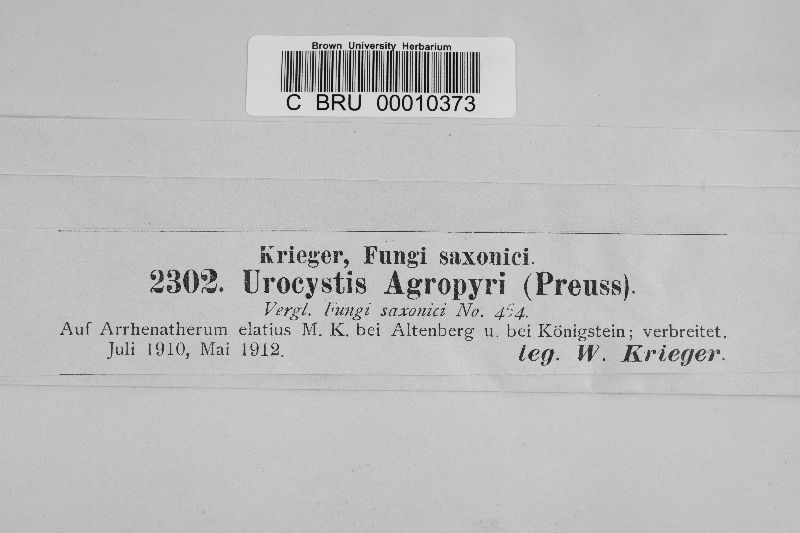 Brown University Herbarium
C BRU 00010373
Krieger, Fungi saxonici.
2302. Urocystis Agropyri (Preuss).
Vergl. Fungi saxonici No.
Auf Arrhenatherum elatius M. K. bei Altenberg u. bei Königstein; verbreitet.
Juli 1910, Mai 1912.
leg. W. Krieger.